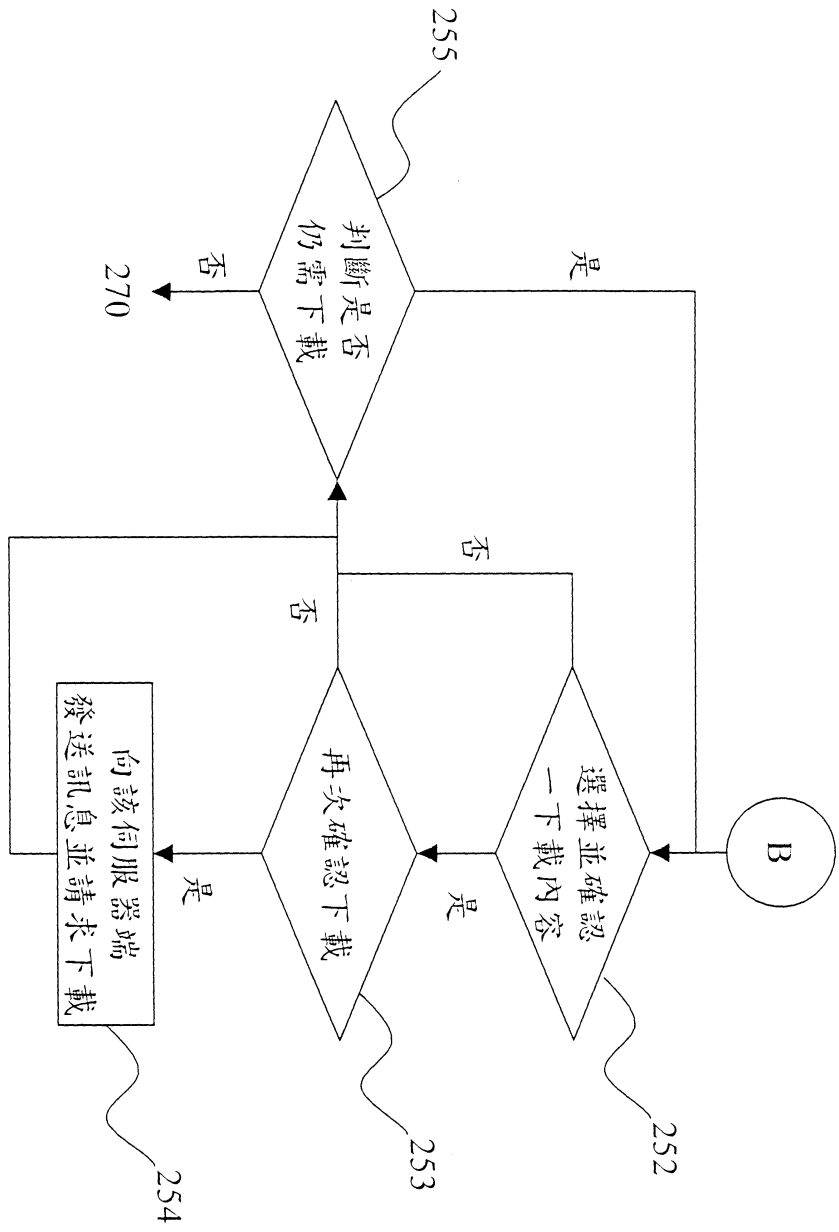 B
選擇並確認
一下載內容
252
是
否
再次確認下載
253
是
否
向該伺服器端
發送訊息並請求下載
254
255
判斷是否
仍需下載
是
否
270